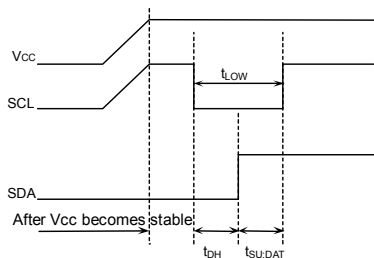 VCC
tLOW
SCL
SDA
After Vcc becomes stable
tDH
tSU:DAT